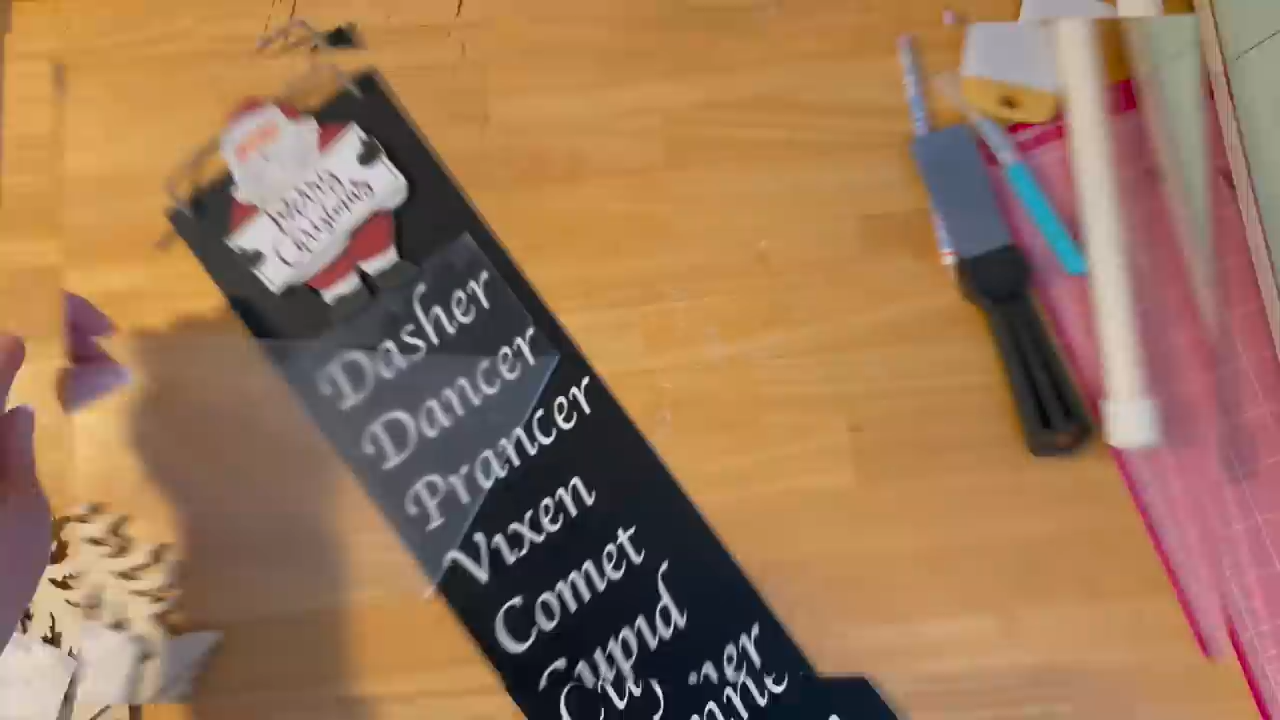 Merry
Christmas
Dasher
Dancer
Prancer
Vixen
Comet
Cupid